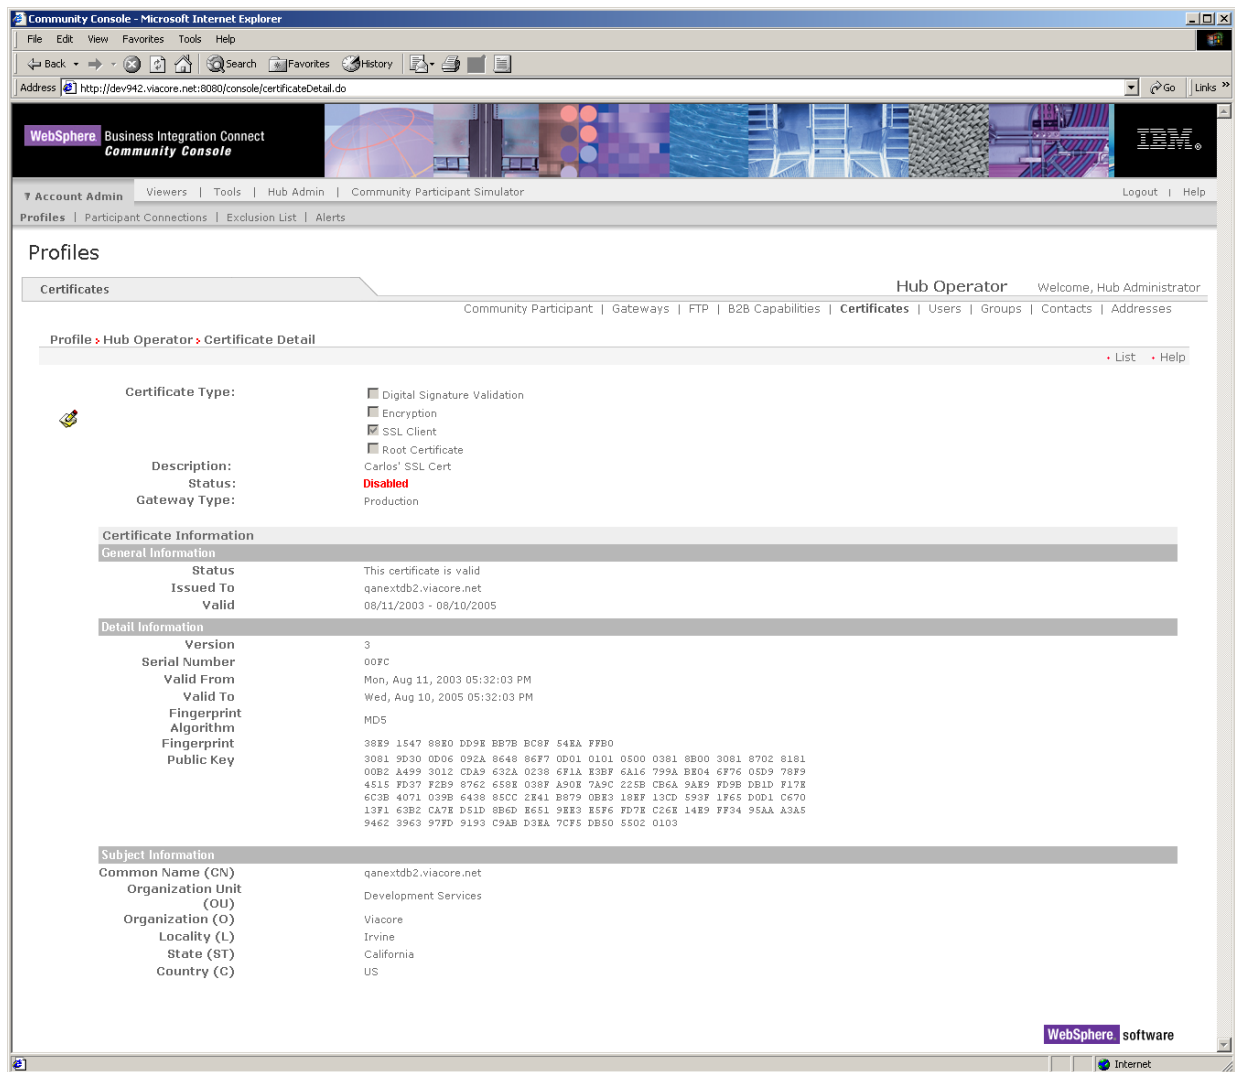 Community Console - Microsoft Internet Explorer
File Edit View Favorites Tools Help
Back Search Favorites History
Address http://dev942.viacore.net:8080/console/certificateDetail.do Go Links »
WebSphere. Business Integration Connect
Community Console
IBM®
Account Admin Viewers | Tools | Hub Admin | Community Participant Simulator Logout | Help
Profiles | Participant Connections | Exclusion List | Alerts
Profiles
Certificates Hub Operator Welcome, Hub Administrator
Community Participant | Gateways | FTP | B2B Capabilities | Certificates | Users | Groups | Contacts | Addresses
Profile > Hub Operator > Certificate Detail
List Help
Certificate Type: Digital Signature Validation
Encryption
SSL Client
Root Certificate
Description: Carlos' SSL Cert
Status: Disabled
Gateway Type: Production
Certificate Information
General Information
Status This certificate is valid
Issued To qanextdb2.viacore.net
Valid 08/11/2003 - 08/10/2005
Detail Information
Version 3
Serial Number 00FC
Valid From Mon, Aug 11, 2003 05:32:03 PM
Valid To Wed, Aug 10, 2005 05:32:03 PM
Fingerprint
Algorithm MD5
Fingerprint 38E9 1547 88E0 DD9E BB7B BC8F 54EA FFB0
Public Key 3081 9D30 0D06 092A 8648 86F7 0D01 0101 0500 0381 8B00 3081 8702 8181
00B2 A499 3012 CDA9 632A 0238 6F1A E3BF 6A16 799A BE04 6F76 05D9 78F9
4515 FD37 F2B9 8762 658E 038F A90E 7A9C 225B CB6A 9AE9 FD9B DB1D F17E
6C3B 4071 039B 6438 85CC 2E41 B879 0BE3 18EF 13CD 593F 1F65 D0D1 C670
13F1 63B2 CA7E D51D 8B6D E651 9EE3 E5F6 FD7E C26E 14E9 FF34 95AA A3A5
9462 3963 97FD 9193 C9AB D3EA 7CF5 DB50 5502 0103
Subject Information
Common Name (CN) qanextdb2.viacore.net
Organization Unit
(OU) Development Services
Organization (O) Viacore
Locality (L) Irvine
State (ST) California
Country (C) US
WebSphere. software
Internet